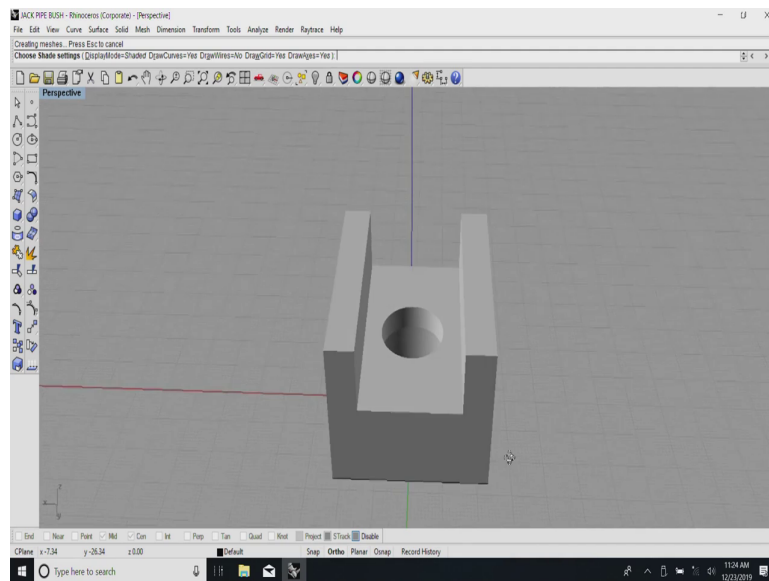 JACK PIPE BUSH - Rhinoceros (Corporate) - [Perspective]
File Edit View Curve Surface Solid Mesh Dimension Transform Tools Analyze Render Raytrace Help
Creating meshes... Press Esc to cancel
Choose Shade settings ( DisplayMode=Shaded DrawCurves=Yes DrawWires=No DrawGrid=Yes DrawAxes=Yes ):
Perspective
End Near Point Mid Cen Int Perp Tan Quad Knot Project STrack Disable
CPlane x -7.34 y -26.34 z 0.00 Default Snap Ortho Planar Osnap Record History
Type here to search
11:24 AM
12/23/2019